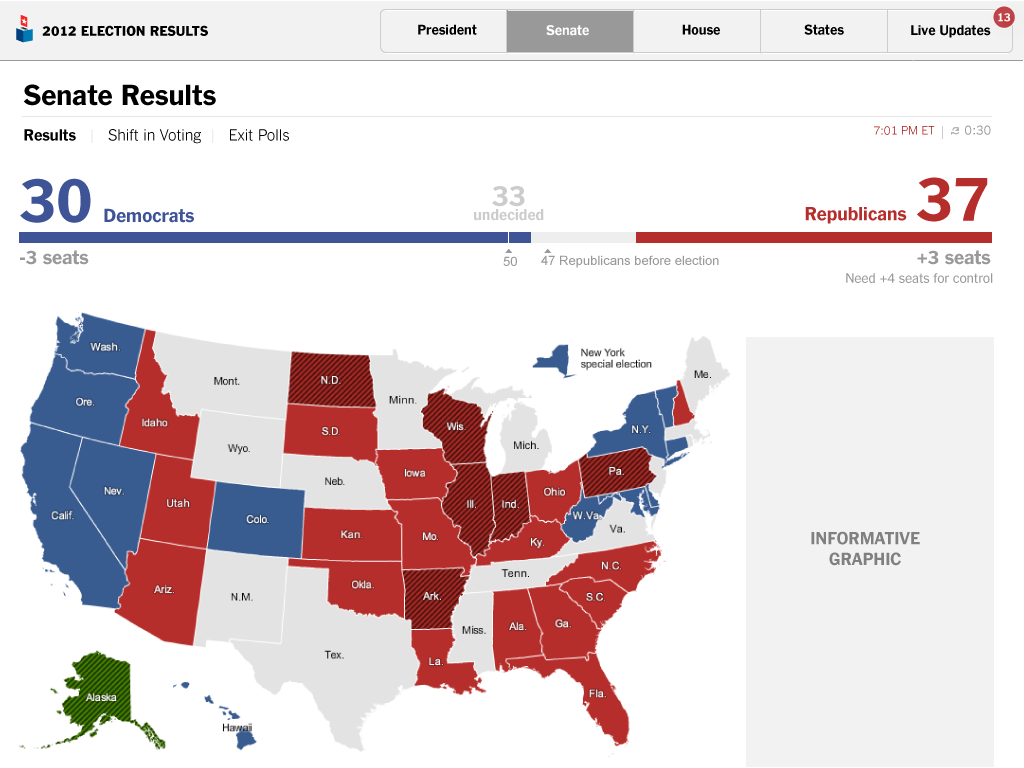 2012 ELECTION RESULTS
President
Senate
House
States
Live Updates
13
Senate Results
Results
Shift in Voting
Exit Polls
7:01 PM ET
0:30
30 Democrats
33
undecided
Republicans 37
-3 seats
50
47 Republicans before election
+3 seats
Need +4 seats for control
Wash.
New York
special election
Me.
Mont.
N.D.
Minn.
Ore.
Idaho
S.D.
Wis.
N.Y.
Wyo.
Mich.
Iowa
Pa.
Neb.
Nev.
Utah
Ill.
Ind.
Ohio
Calif.
Colo.
W.Va.
Va.
Kan.
Mo.
Ky.
INFORMATIVE
GRAPHIC
N.C.
Tenn.
Ariz.
N.M.
Okla.
Ark.
S.C.
Miss.
Ala.
Ga.
Tex.
La.
Alaska
Fla.
Hawaii